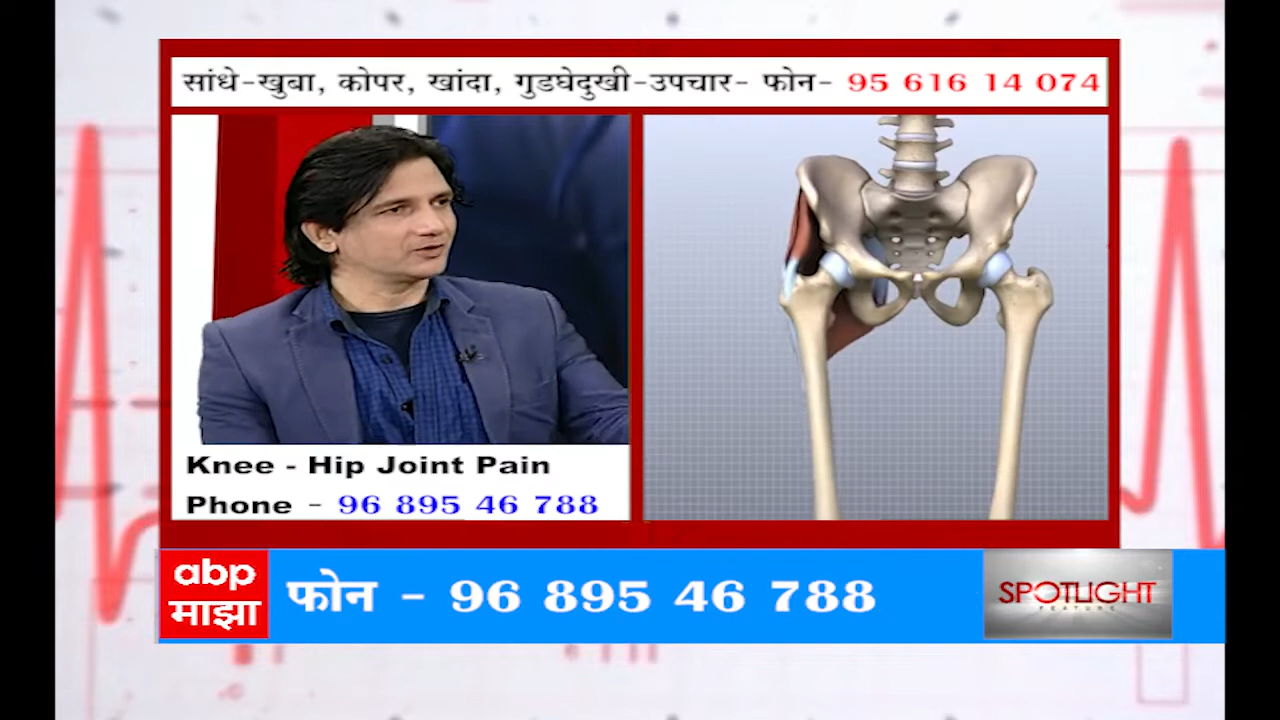 सांधे-खुबा, कोपर, खांदा, गुडघेदुखी-उपचार- फोन- 95 616 14 074
Knee - Hip Joint Pain
Phone - 96 895 46 788
abp
माझा
फोन - 96 895 46 788
SPOTLIGHT
FEATURE